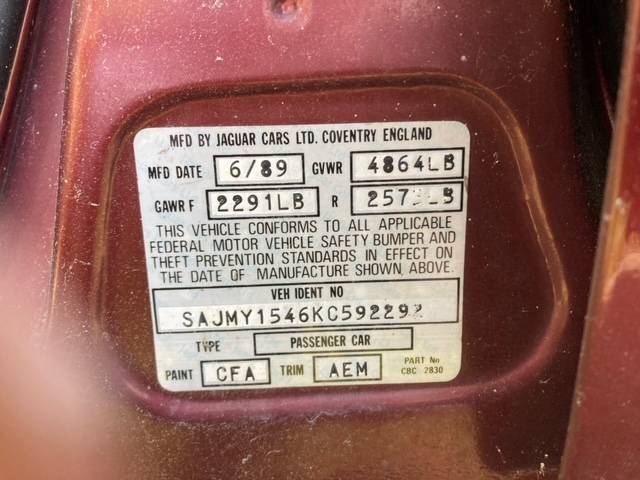 MFD BY JAGUAR CARS LTD. COVENTRY ENGLAND
MFD DATE 6/89 GVWR 4864LB
GAWR F 2291LB R 2573LB
THIS VEHICLE CONFORMS TO ALL APPLICABLE
FEDERAL MOTOR VEHICLE SAFETY BUMPER AND
THEFT PREVENTION STANDARDS IN EFFECT ON
THE DATE OF MANUFACTURE SHOWN ABOVE.
VEH IDENT NO
SAJMY1546KC592292
TYPE PASSENGER CAR
PAINT CFA TRIM AEM PART No
CBC 2830